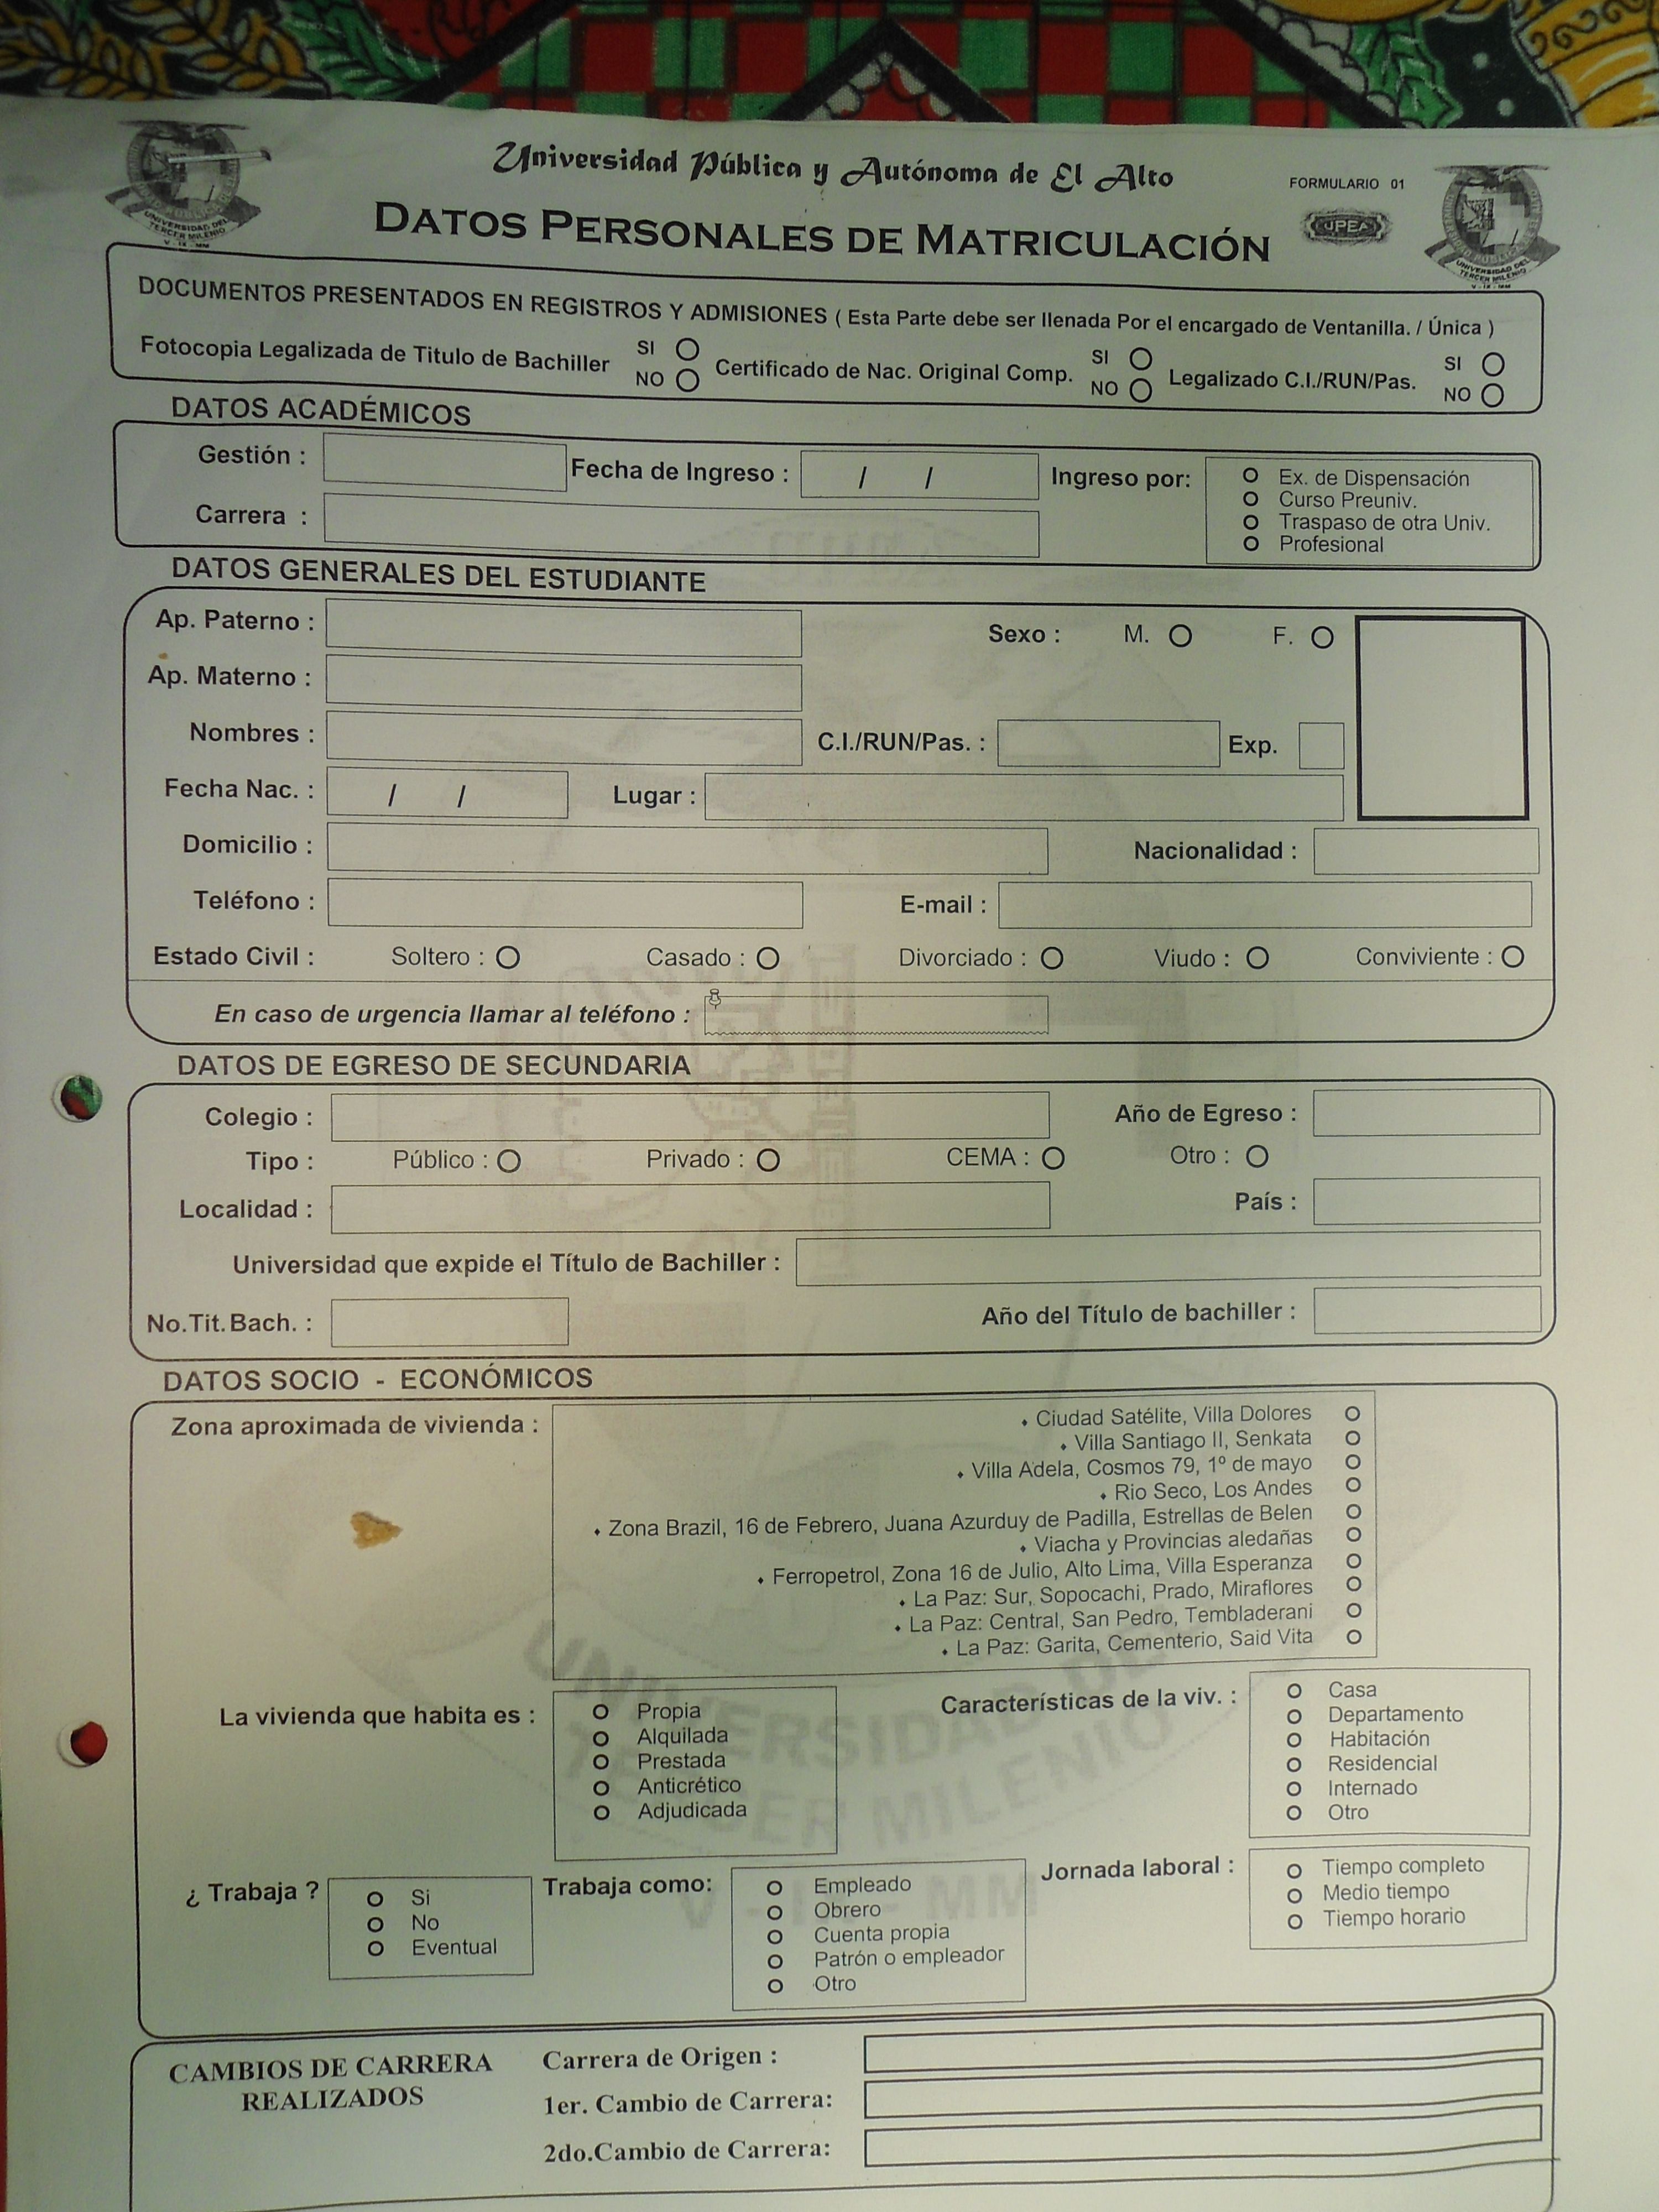 Universidad Pública y Autónoma de El Alto
FORMULARIO 01
UPEA
DATOS PERSONALES DE MATRICULACIÓN
UNIVERSIDAD DEL
TERCER MILENIO
V - IX - MM
UNIVERSIDAD DEL
TERCER MILENIO
V - IX - MM
DOCUMENTOS PRESENTADOS EN REGISTROS Y ADMISIONES ( Esta Parte debe ser llenada Por el encargado de Ventanilla. / Única )
Fotocopia Legalizada de Titulo de Bachiller SI NO Certificado de Nac. Original Comp. SI NO Legalizado C.I./RUN/Pas. SI NO
DATOS ACADÉMICOS
Gestión : Fecha de Ingreso : / / Ingreso por:
Ex. de Dispensación
Curso Preuniv.
Traspaso de otra Univ.
Profesional
Carrera :
DATOS GENERALES DEL ESTUDIANTE
Ap. Paterno : Sexo : M. F.
Ap. Materno :
Nombres : C.I./RUN/Pas. : Exp.
Fecha Nac. : / / Lugar :
Domicilio : Nacionalidad :
Teléfono : E-mail :
Estado Civil : Soltero : Casado : Divorciado : Viudo : Conviviente :
En caso de urgencia llamar al teléfono :
DATOS DE EGRESO DE SECUNDARIA
Colegio : Año de Egreso :
Tipo : Público : Privado : CEMA : Otro :
Localidad : País :
Universidad que expide el Título de Bachiller :
No.Tit.Bach. : Año del Título de bachiller :
DATOS SOCIO - ECONÓMICOS
Zona aproximada de vivienda :
⬧ Ciudad Satélite, Villa Dolores
⬧ Villa Santiago II, Senkata
⬧ Villa Adela, Cosmos 79, 1º de mayo
⬧ Rio Seco, Los Andes
⬧ Zona Brazil, 16 de Febrero, Juana Azurduy de Padilla, Estrellas de Belen
⬧ Viacha y Provincias aledañas
⬧ Ferropetrol, Zona 16 de Julio, Alto Lima, Villa Esperanza
⬧ La Paz: Sur, Sopocachi, Prado, Miraflores
⬧ La Paz: Central, San Pedro, Tembladerani
⬧ La Paz: Garita, Cementerio, Said Vita
La vivienda que habita es :
Propia
Alquilada
Prestada
Anticrético
Adjudicada
Características de la viv. :
Casa
Departamento
Habitación
Residencial
Internado
Otro
¿ Trabaja ?
Si
No
Eventual
Trabaja como:
Empleado
Obrero
Cuenta propia
Patrón o empleador
Otro
Jornada laboral :
Tiempo completo
Medio tiempo
Tiempo horario
UNIVERSIDAD DEL
TERCER MILENIO
V - IX - MM
CAMBIOS DE CARRERA
REALIZADOS
Carrera de Origen :
1er. Cambio de Carrera:
2do.Cambio de Carrera: